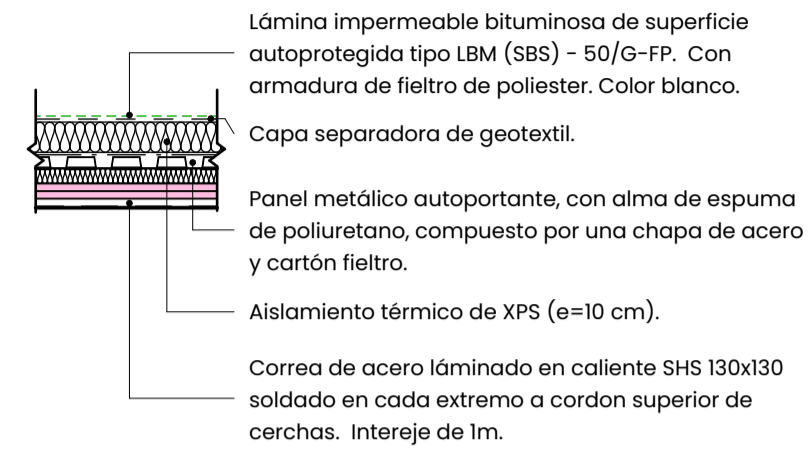 Lámina impermeable bituminosa de superficie
autoprotegida tipo LBM (SBS) - 50/G-FP.  Con
armadura de fieltro de poliester. Color blanco.
Capa separadora de geotextil.
Panel metálico autoportante, con alma de espuma
de poliuretano, compuesto por una chapa de acero
y cartón fieltro.
Aislamiento térmico de XPS (e=10 cm).
Correa de acero láminado en caliente SHS 130x130
soldado en cada extremo a cordon superior de
cerchas.  Intereje de 1m.